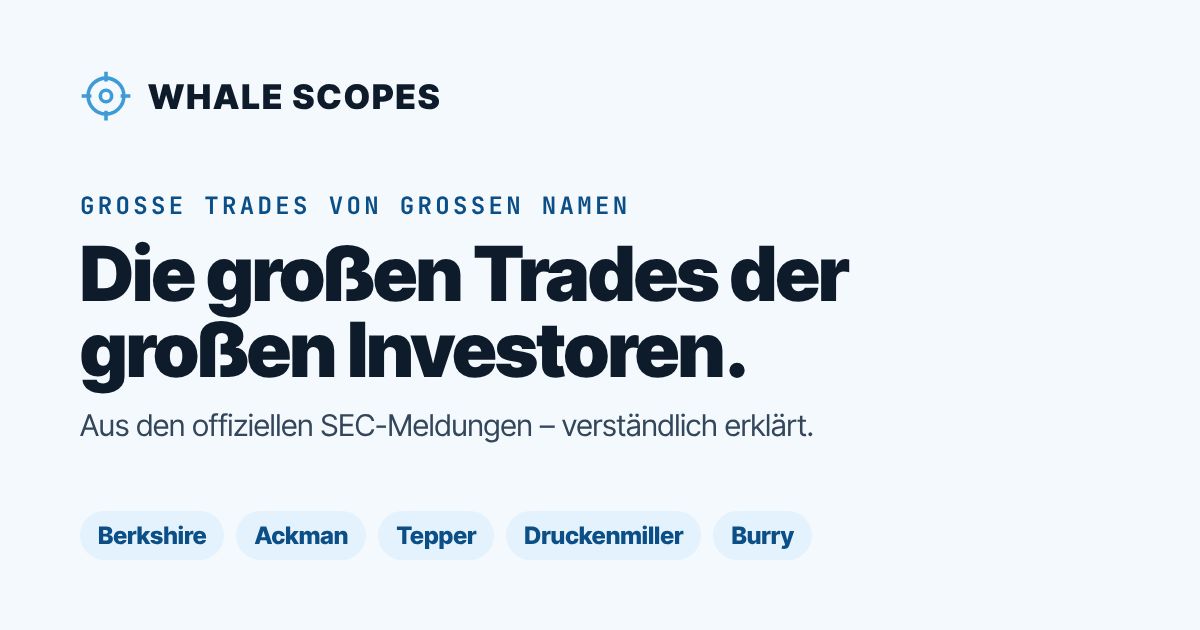 WHALE SCOPES
GROSSE TRADES VON GROSSEN NAMEN
Die großen Trades der
großen Investoren.
Aus den offiziellen SEC-Meldungen – verständlich erklärt.
Berkshire Ackman Tepper Druckenmiller Burry